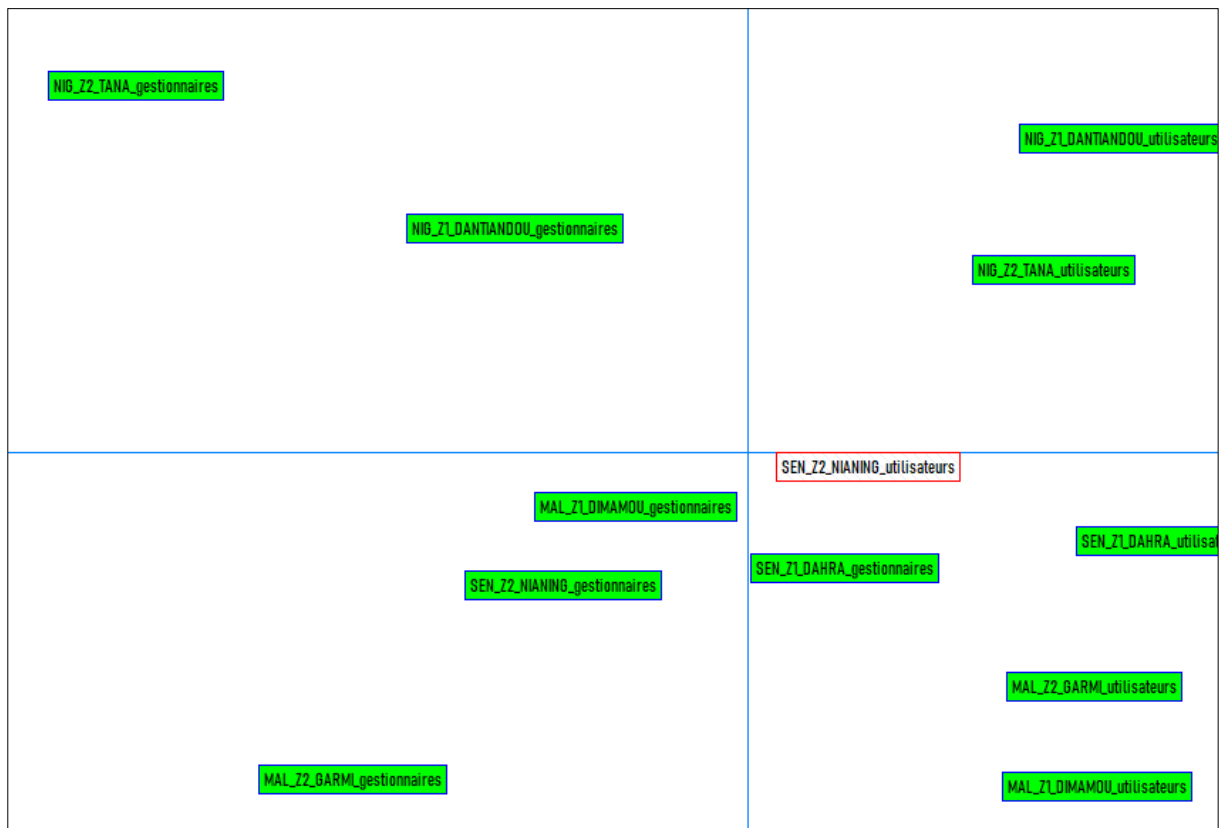 NIG_Z2_TANA_gestionnaires
NIG_Z1_DANTIANDOU_utilisateurs
NIG_Z1_DANTIANDOU_gestionnaires
NIG_Z2_TANA_utilisateurs
SEN_Z2_NIANING_utilisateurs
MAL_Z1_DIMAMOU_gestionnaires
SEN_Z1_DAHRA_utilisat
SEN_Z1_DAHRA_gestionnaires
SEN_Z2_NIANING_gestionnaires
MAL_Z2_GARMI_utilisateurs
MAL_Z2_GARMI_gestionnaires
MAL_Z1_DIMAMOU_utilisateurs